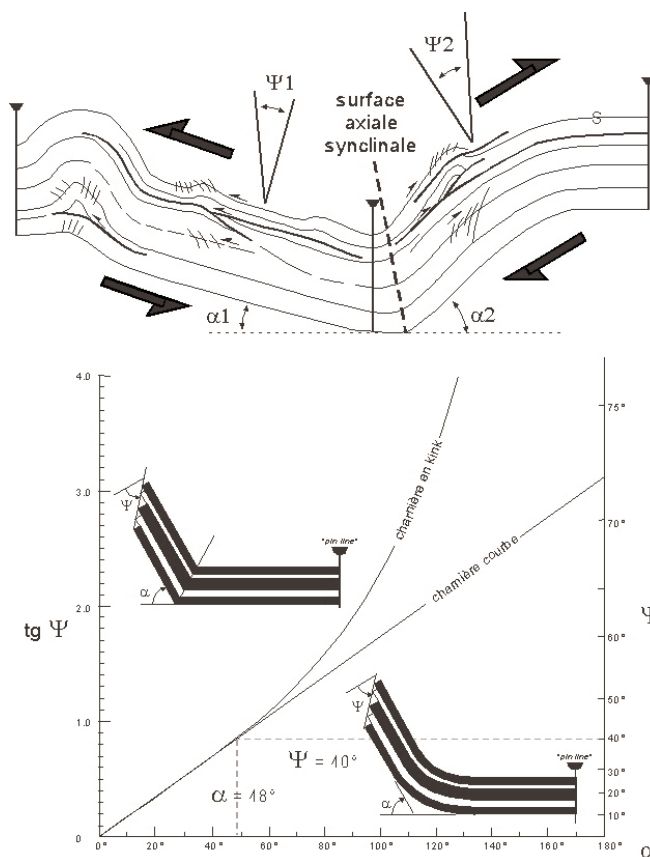 Ψ1
Ψ2
surface
axiale
synclinale
S
α1
α2
4.0
3.0
2.0
1.0
0
tg Ψ
75°
70°
60°
50°
40°
30°
20°
10°
Ψ
charnière en kink
charnière courbe
Ψ
α
"pin line"
Ψ
α
"pin line"
Ψ = 40°
α = 48°
0° 20° 40° 60° 80° 100° 120° 140° 160° 180° α